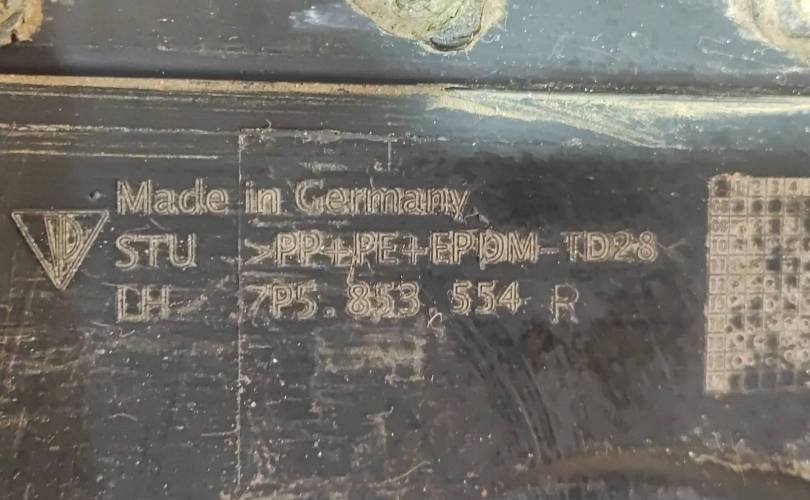 Made in Germany
STU >PP+PE+EPDM-TD28<
LH 7P5.853.554 R